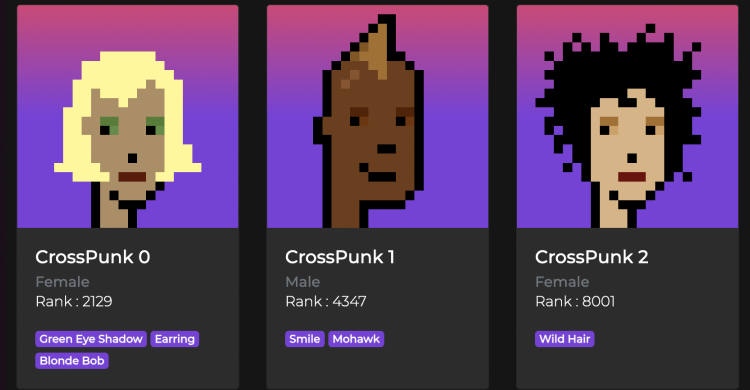 CrossPunk 0
Female
Rank : 2129
Green Eye Shadow Earring
Blonde Bob
CrossPunk 1
Male
Rank : 4347
Smile Mohawk
CrossPunk 2
Female
Rank : 8001
Wild Hair